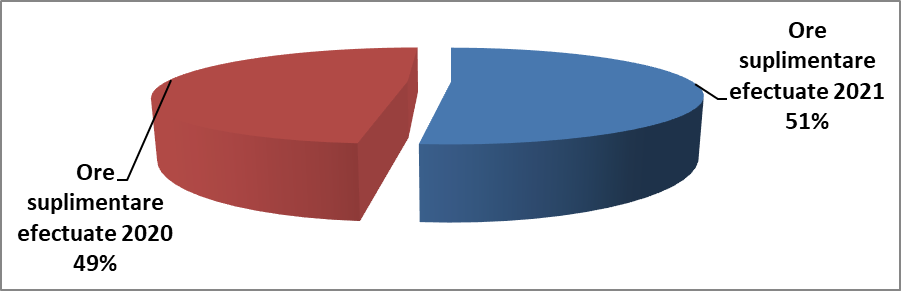 Ore
suplimentare
efectuate 2021
51%
Ore
suplimentare
efectuate 2020
49%